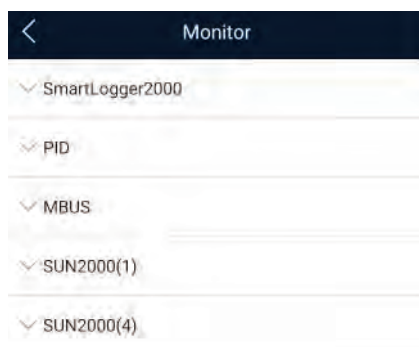 Monitor
SmartLogger2000
PID
MBUS
SUN2000(1)
SUN2000(4)